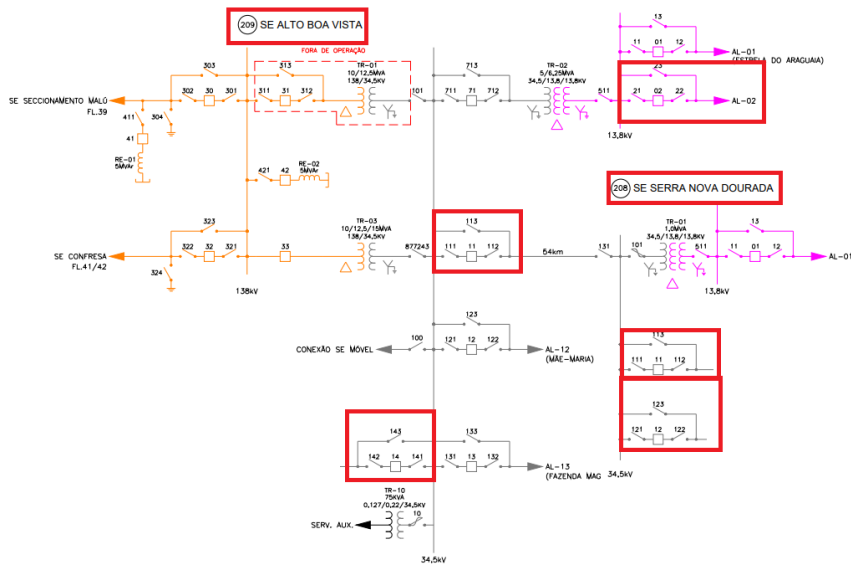 209 SE ALTO BOA VISTA
FORA DE OPERAÇÃO
303
313
TR-01
10/12,5MVA
138/34,5KV
713
TR-02
5/6,25MVA
34,5/13,8/13,8KV
13
11 01 12
AL-01
(ESTRELA DO ARAGUAIA)
SE SECCIONAMENTO MALÚ
FL.39
302 30 301
311 31 312
101
711 71 712
511
23
21 02 22
AL-02
13,8kV
411
304
41
RE-01
5MVAr
421 42
RE-02
5MVAr
208 SE SERRA NOVA DOURADA
323
TR-03
10/12,5/15MVA
138/34,5KV
113
TR-01
1,0MVA
34,5/13,8/13,8KV
13
SE CONFRESA
FL.41/42
322 32 321
33
877243
111 11 112
64km
131
101
511
11 01 12
AL-01
324
138kV
13,8kV
123
CONEXÃO SE MÓVEL
100
121 12 122
AL-12
(MÃE-MARIA)
113
111 11 112
143
133
123
142 14 141
131 13 132
AL-13
(FAZENDA MAG
121 12 122
34,5kV
TR-10
75KVA
0,127/0,22/34,5KV
10
SERV. AUX.
34,5kV